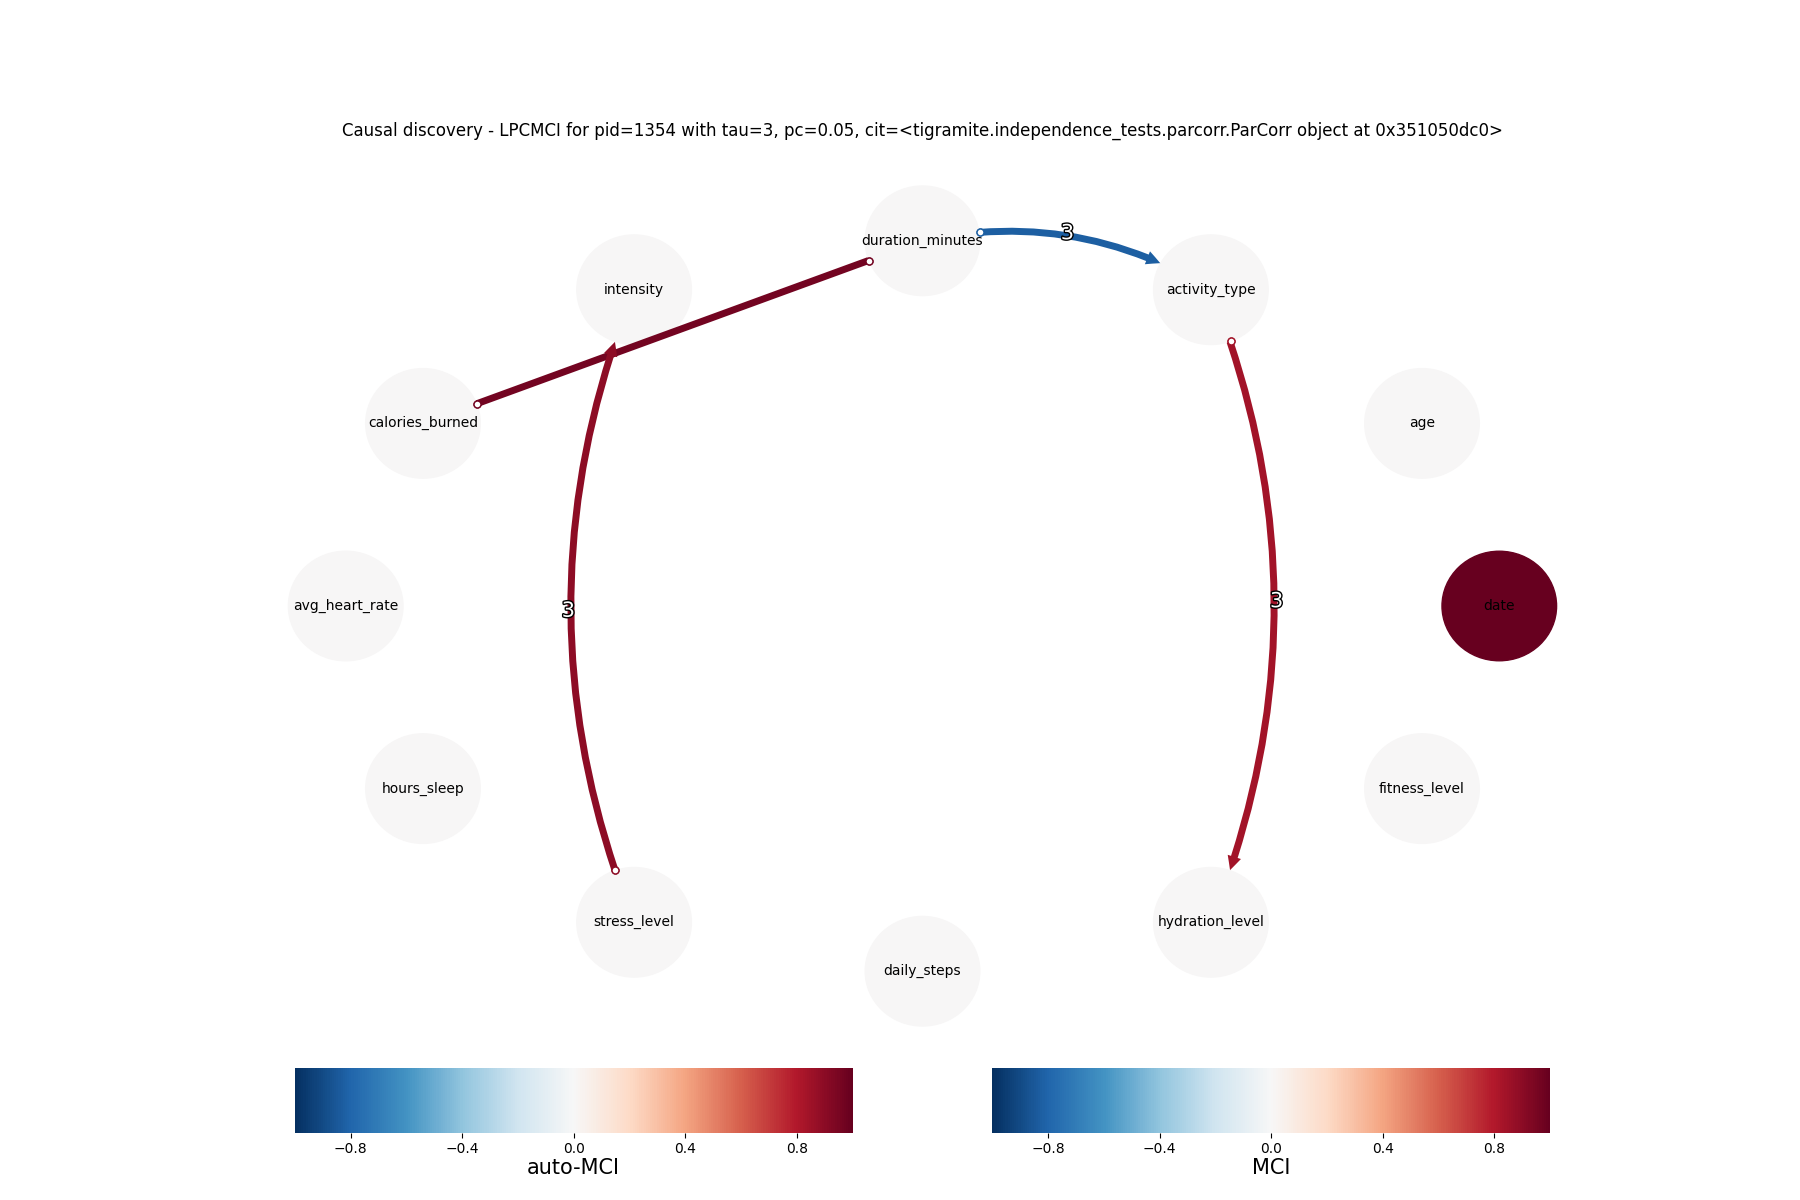 Causal discovery - LPCMCI for pid=1354 with tau=3, pc=0.05, cit=<tigramite.independence_tests.parcorr.ParCorr object at 0x351050dc0>
duration_minutes
3
intensity
activity_type
calories_burned
age
avg_heart_rate
3
3
date
hours_sleep
fitness_level
stress_level
hydration_level
daily_steps
−0.8 −0.4 0.0 0.4 0.8
auto-MCI
−0.8 −0.4 0.0 0.4 0.8
MCI